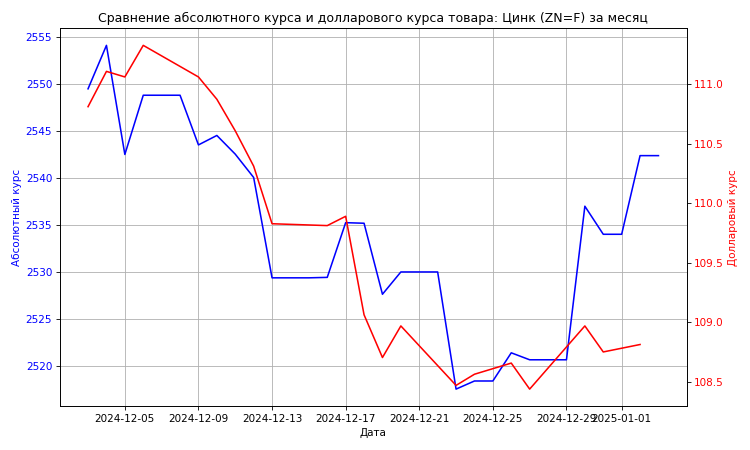 Сравнение абсолютного курса и долларового курса товара: Цинк (ZN=F) за месяц
2555
2550
2545
2540
2535
2530
2525
2520
Абсолютный курс
111.0
110.5
110.0
109.5
109.0
108.5
Долларовый курс
2024-12-05 2024-12-09 2024-12-13 2024-12-17 2024-12-21 2024-12-25 2024-12-29 2025-01-01
Дата